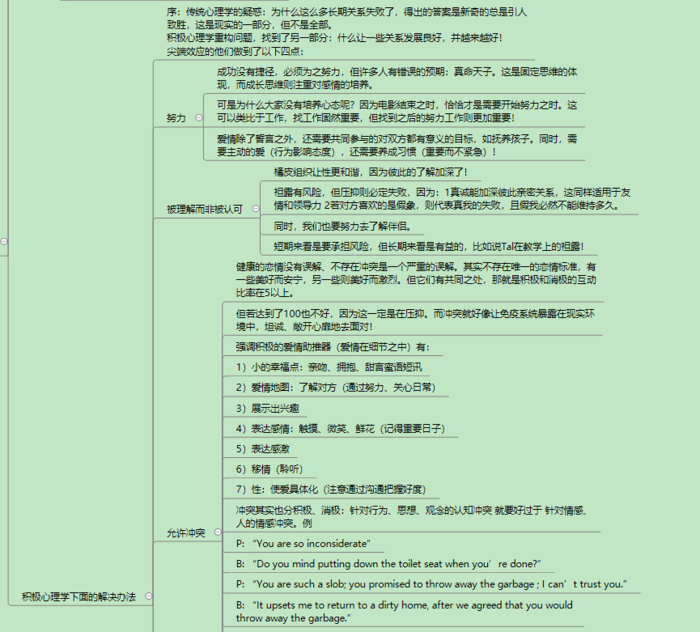 序：传统心理学的疑惑：为什么这么多长期关系失败了，得出的答案是新奇的总是引人
致胜，这是现实的一部分，但不是全部。
积极心理学重构问题，找到了另一部分：什么让一些关系发展良好，并越来越好！
尖端效应的他们做到了以下四点：
努力
成功没有捷径，必须为之努力，但许多人有错误的预期：真命天子。这是固定思维的体
现，而成长思维则注重对感情的培养。
可是为什么大家没有培养心态呢？因为电影结束之时，恰恰才是需要开始努力之时。这
可以类比于工作，找工作固然重要，但找到之后的努力工作则更加重要！
爱情除了誓言之外，还需要共同参与的对双方都有意义的目标，如抚养孩子。同时，需
要主动的爱（行为影响态度），还需要养成习惯（重要而不紧急）！
被理解而非被认可
橘皮组织让性更和谐，因为彼此的了解加深了！
袒露有风险，但压抑则必定失败，因为：1真诚能加深彼此亲密关系，这同样适用于友
情和领导力 2若对方喜欢的是假象，则代表真我的失败，且假我必然不能维持多久。
同时，我们也要努力去了解伴侣。
短期来看是要承担风险，但长期来看是有益的，比如说Tal在教学上的袒露！
允许冲突
健康的恋情没有误解、不存在冲突是一个严重的误解。其实不存在唯一的恋情标准，有
一些美好而安宁，另一些则美好而激烈。但它们有共同之处，那就是积极和消极的互动
比率在5以上。
但若达到了100也不好，因为这一定是在压抑。而冲突就好像让免疫系统暴露在现实环
境中，坦诚、敞开心扉地去面对！
强调积极的爱情助推器（爱情在细节之中）有：
1）小的幸福点：亲吻、拥抱、甜言蜜语短讯
2）爱情地图：了解对方（通过努力、关心日常）
3）展示出兴趣
4）表达感情：触摸、微笑、鲜花（记得重要日子）
5）表达感激
6）移情（聆听）
7）性：使爱具体化（注意通过沟通把握好度）
冲突其实也分积极、消极：针对行为、思想、观念的认知冲突 就要好过于 针对情感、
人的情感冲突。例
P: “You are so inconsiderate”
B: “Do you mind putting down the toilet seat when you’re done?”
P: “You are such a slob; you promised to throw away the garbage ; I can’t trust you.”
B: “It upsets me to return to a dirty home, after we agreed that you would
throw away the garbage.”
积极心理学下面的解决办法